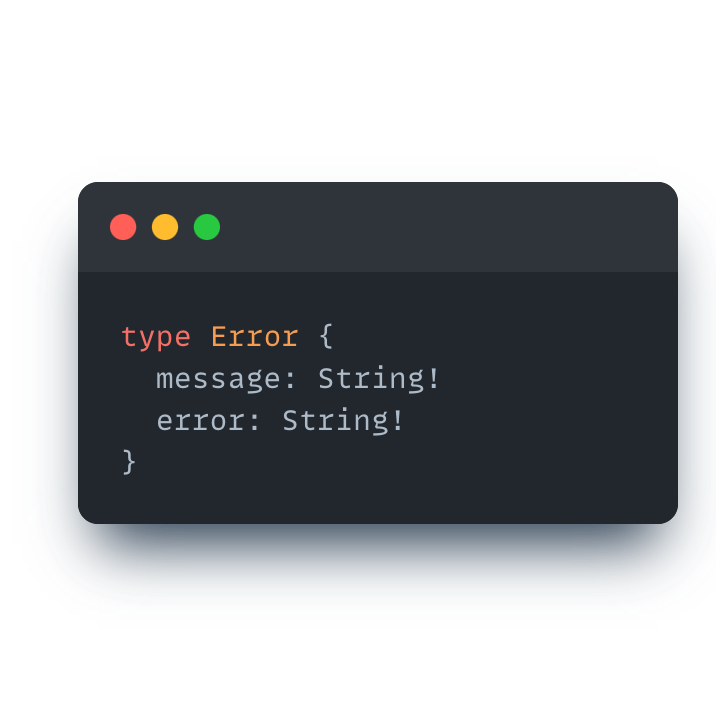 type Error {
  message: String!
  error: String!
}